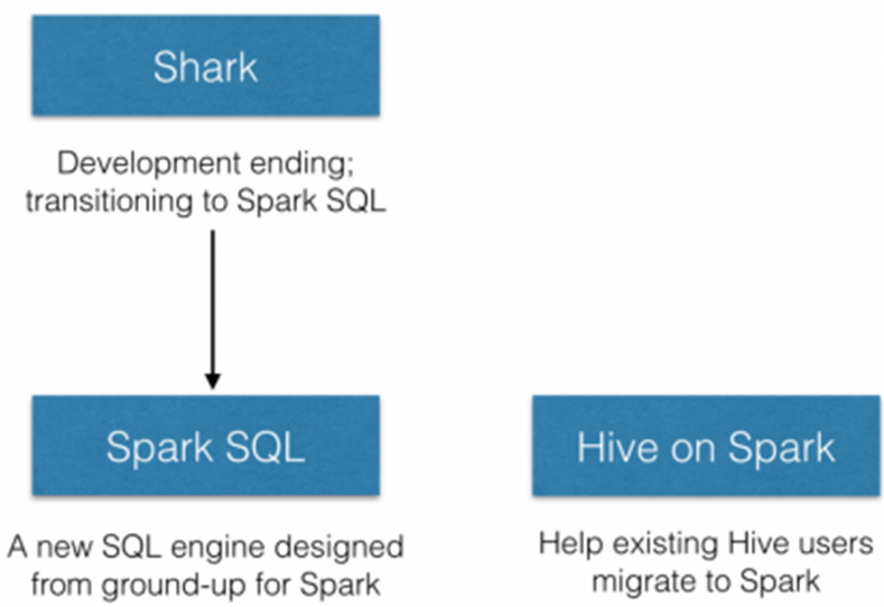 Shark
Development ending;
transitioning to Spark SQL
Spark SQL
A new SQL engine designed
from ground-up for Spark
Hive on Spark
Help existing Hive users
migrate to Spark